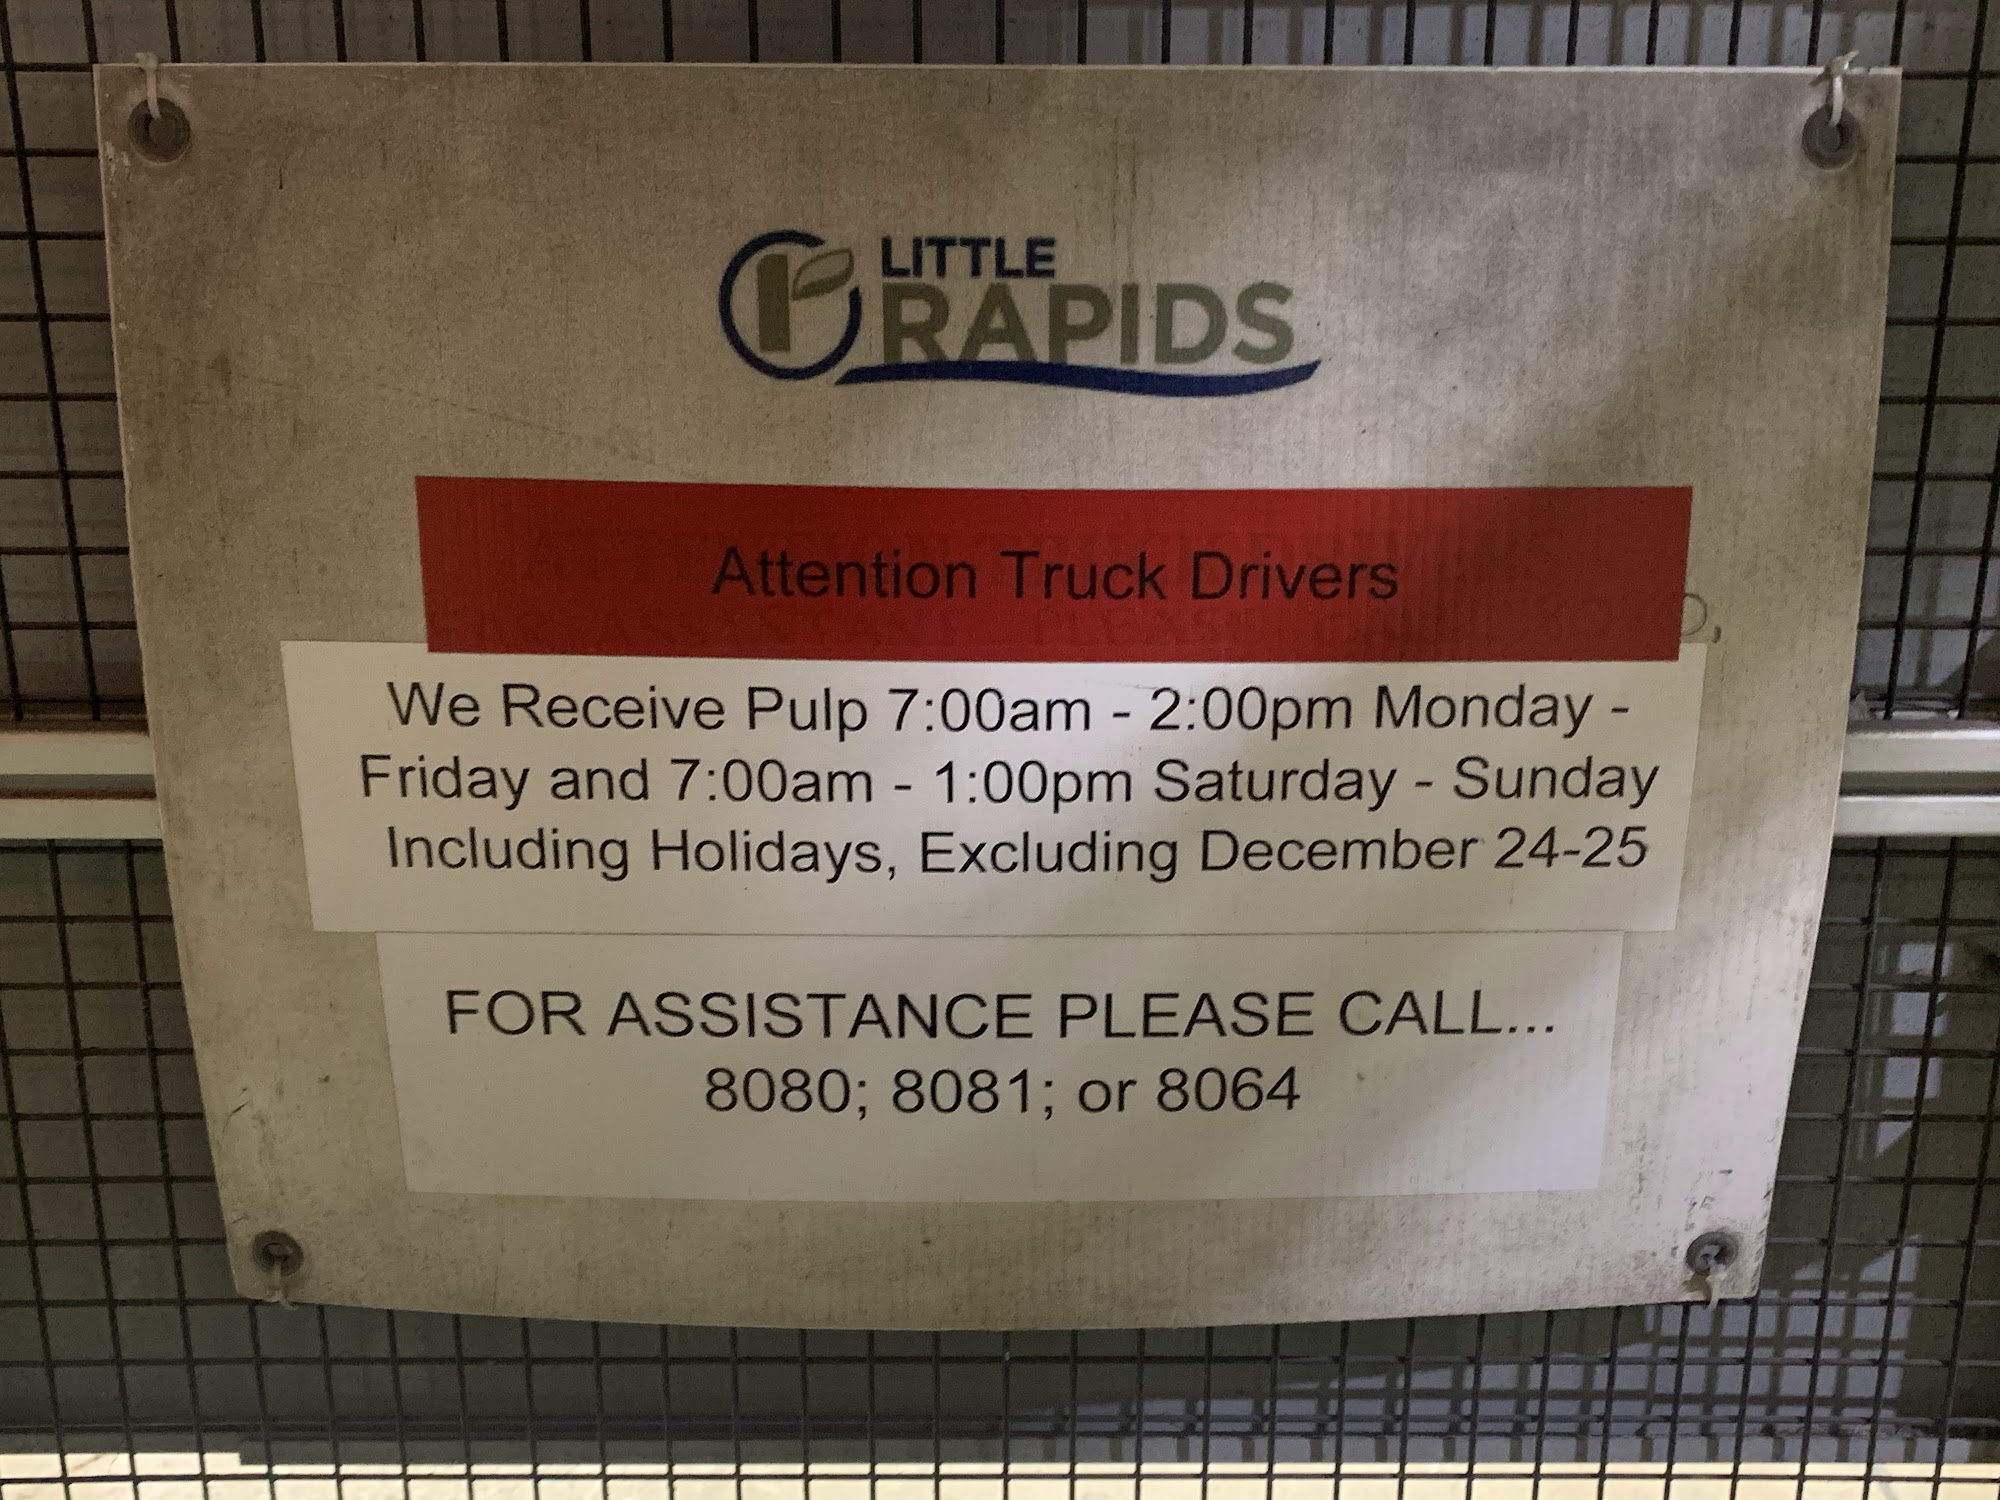 LITTLE
RAPIDS
Attention Truck Drivers
We Receive Pulp 7:00am - 2:00pm Monday -
Friday and 7:00am - 1:00pm Saturday - Sunday
Including Holidays, Excluding December 24-25
FOR ASSISTANCE PLEASE CALL...
8080; 8081; or 8064